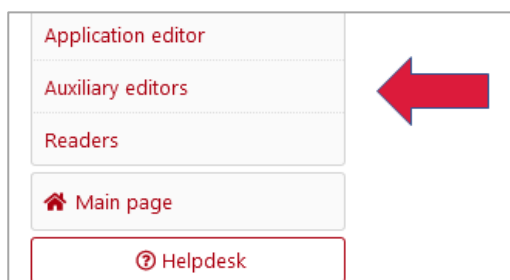 Application editor
Auxiliary editors
Readers
Main page
Helpdesk